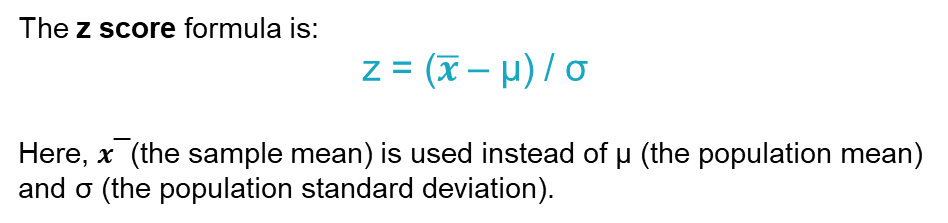 The z score formula is:
z = (x̅ – μ) / σ
Here, x ̅ (the sample mean) is used instead of μ (the population mean)
and σ (the population standard deviation).